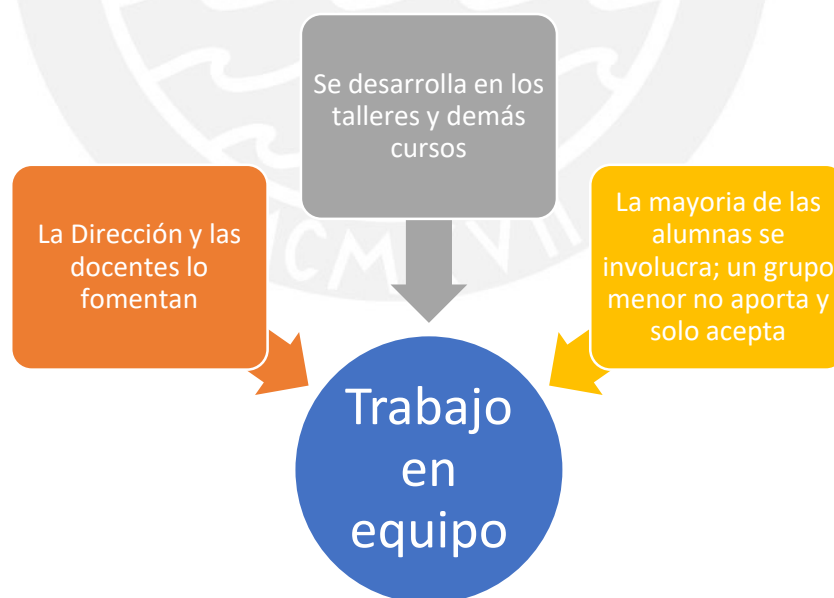 Se desarrolla en los
talleres y demás
cursos
La Dirección y las
docentes lo
fomentan
La mayoria de las
alumnas se
involucra; un grupo
menor no aporta y
solo acepta
Trabajo
en
equipo